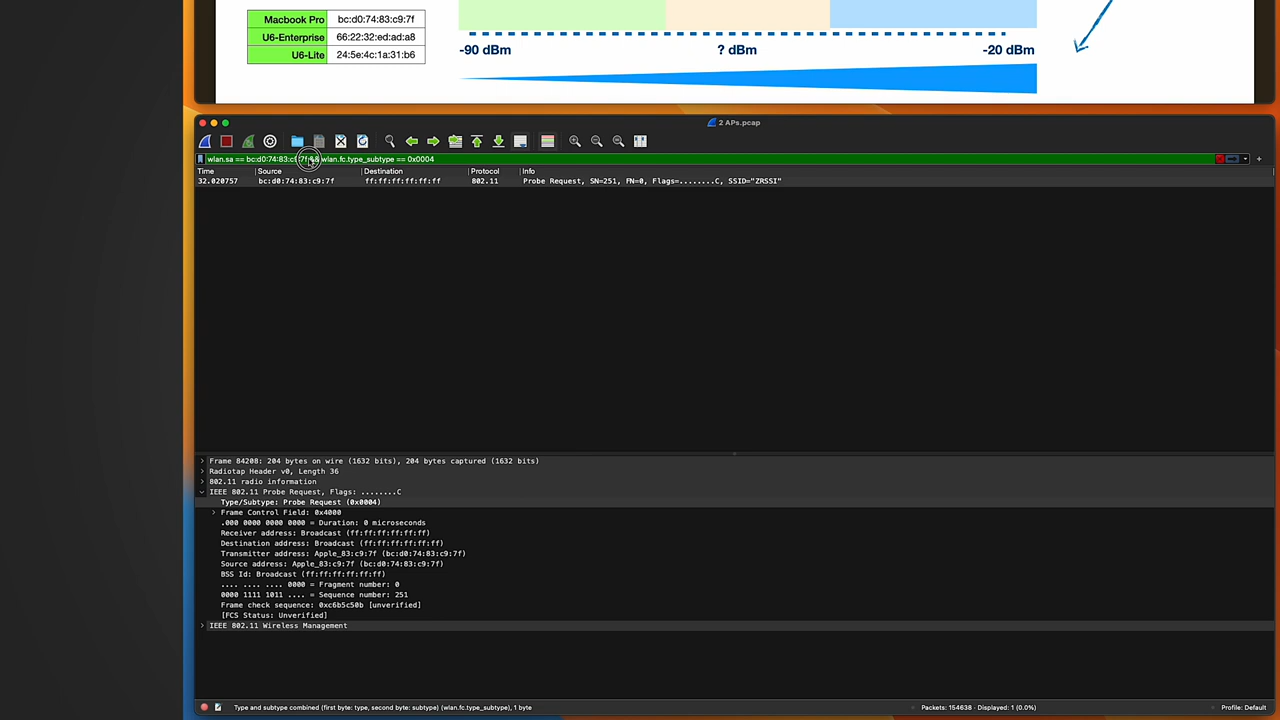 Macbook Pro bc:d0:74:83:c9:7f
U6-Enterprise 66:22:32:ed:ad:a8
U6-Lite 24:5e:4c:1a:31:b6
-90 dBm ? dBm -20 dBm
2 APs.pcap
wlan.sa == bc:d0:74:83:c9:7f && wlan.fc.type_subtype == 0x0004
Time Source Destination Protocol Info
32.020757 bc:d0:74:83:c9:7f ff:ff:ff:ff:ff:ff 802.11 Probe Request, SN=251, FN=0, Flags=........C, SSID="ZRSSI"
Frame 84208: 204 bytes on wire (1632 bits), 204 bytes captured (1632 bits)
Radiotap Header v0, Length 36
802.11 radio information
IEEE 802.11 Probe Request, Flags: ........C
Type/Subtype: Probe Request (0x0004)
Frame Control Field: 0x4000
.000 0000 0000 0000 = Duration: 0 microseconds
Receiver address: Broadcast (ff:ff:ff:ff:ff:ff)
Destination address: Broadcast (ff:ff:ff:ff:ff:ff)
Transmitter address: Apple_83:c9:7f (bc:d0:74:83:c9:7f)
Source address: Apple_83:c9:7f (bc:d0:74:83:c9:7f)
BSS Id: Broadcast (ff:ff:ff:ff:ff:ff)
.... .... .... 0000 = Fragment number: 0
0000 1111 1011 .... = Sequence number: 251
Frame check sequence: 0xc6b5c50b [unverified]
[FCS Status: Unverified]
IEEE 802.11 Wireless Management
Type and subtype combined (first byte: type, second byte: subtype) (wlan.fc.type_subtype), 1 byte
Packets: 154638 · Displayed: 1 (0.0%)
Profile: Default